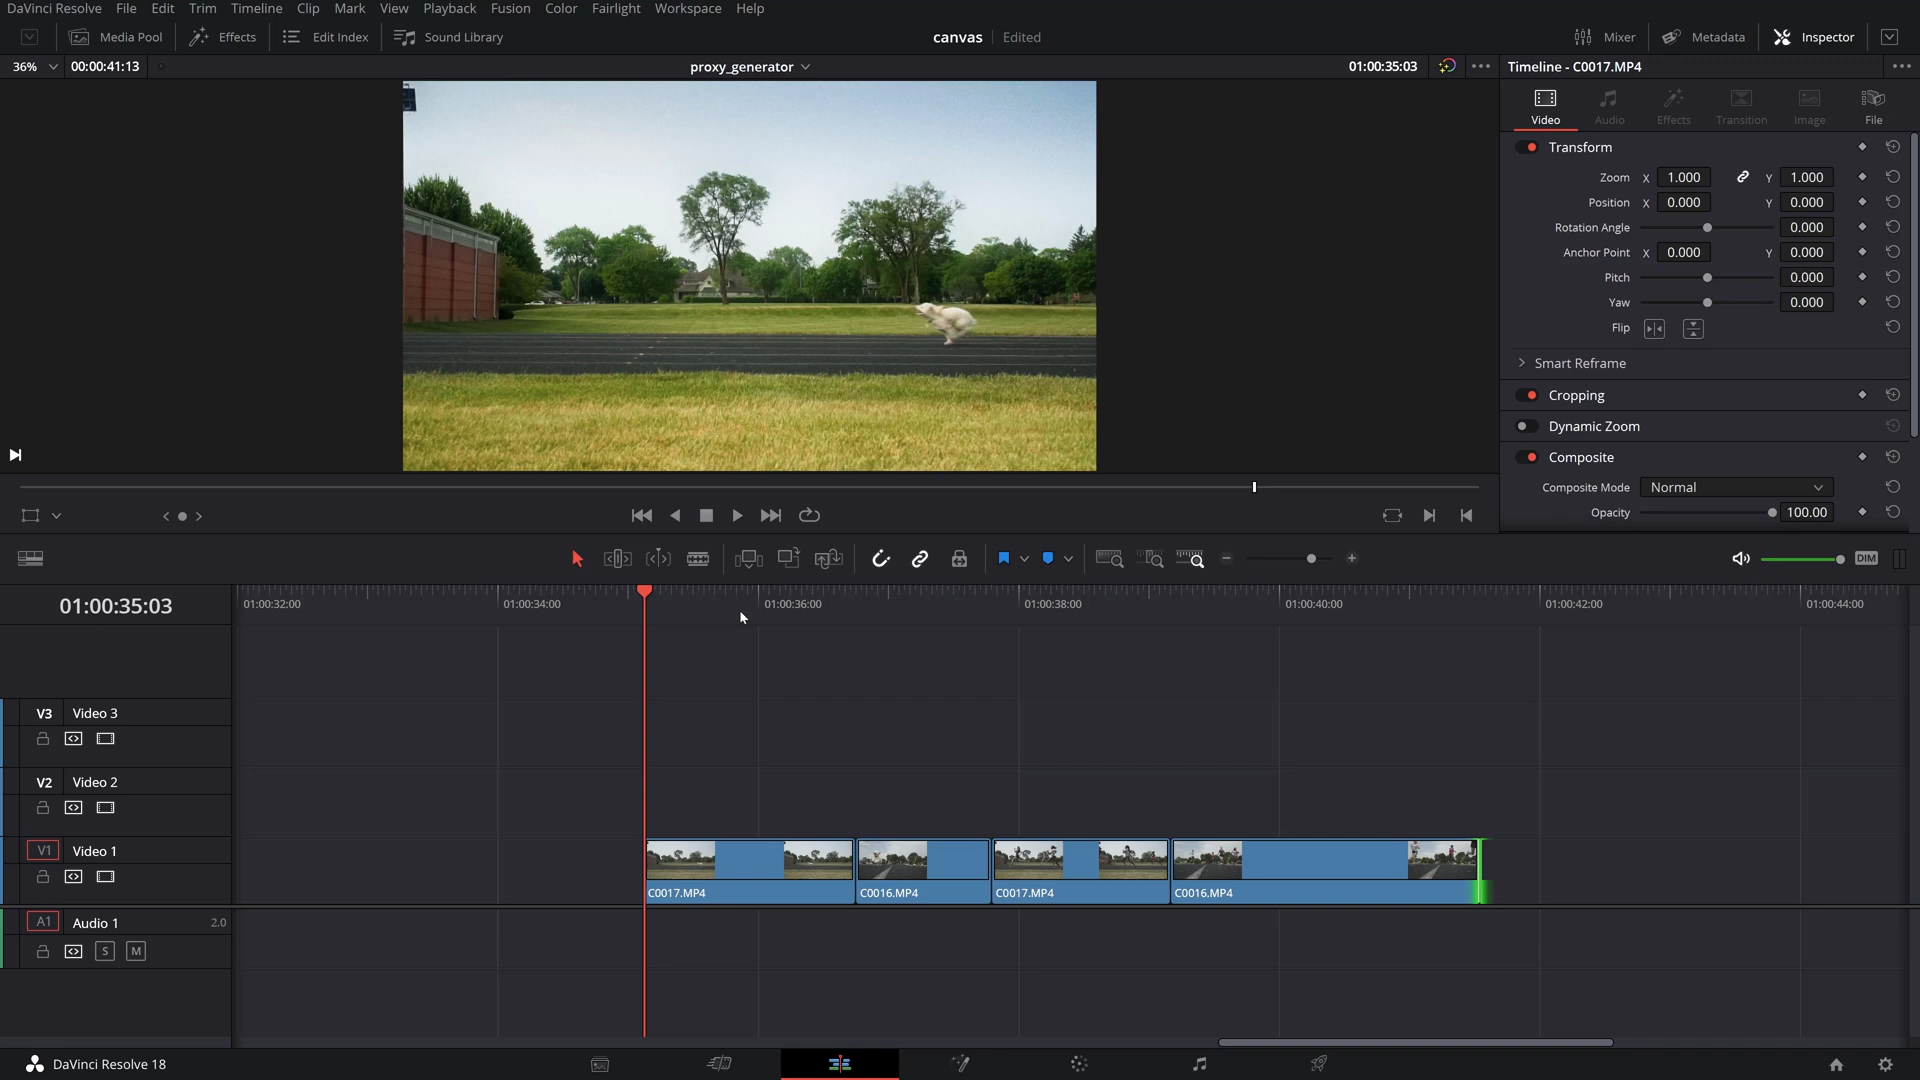 DaVinci Resolve File Edit Trim Timeline Clip Mark View Playback Fusion Color Fairlight Workspace Help
Media Pool Effects Edit Index Sound Library canvas Edited Mixer Metadata Inspector
36% 00:00:41:13 proxy_generator 01:00:35:03 Timeline - C0017.MP4
Video Audio Effects Transition Image File
Transform
Zoom X 1.000 Y 1.000
Position X 0.000 Y 0.000
Rotation Angle 0.000
Anchor Point X 0.000 Y 0.000
Pitch 0.000
Yaw 0.000
Flip
Smart Reframe
Cropping
Dynamic Zoom
Composite
Composite Mode Normal
Opacity 100.00
DIM
01:00:35:03 01:00:32:00 01:00:34:00 01:00:36:00 01:00:38:00 01:00:40:00 01:00:42:00 01:00:44:00
V3 Video 3
V2 Video 2
V1 Video 1
C0017.MP4 C0016.MP4 C0017.MP4 C0016.MP4
A1 Audio 1 2.0
S M
DaVinci Resolve 18